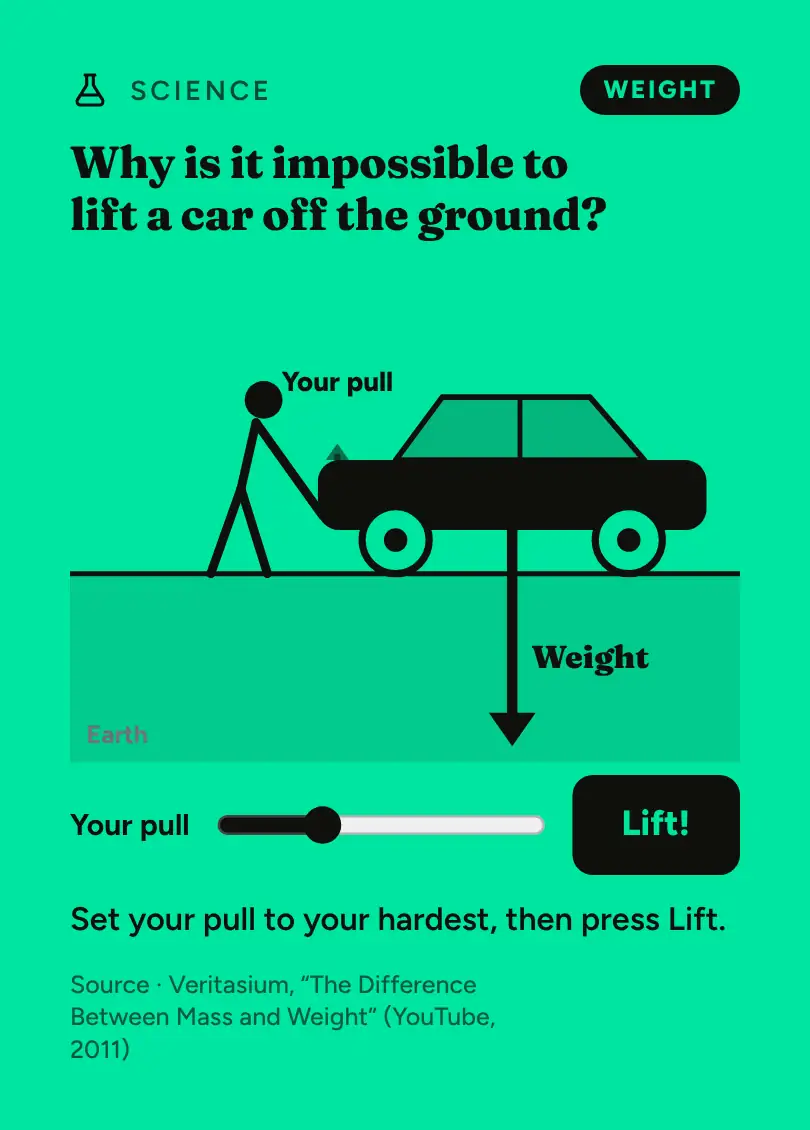 SCIENCE
WEIGHT
Why is it impossible to
lift a car off the ground?
Your pull
Weight
Earth
Your pull
Lift!
Set your pull to your hardest, then press Lift.
Source · Veritasium, “The Difference
Between Mass and Weight” (YouTube,
2011)